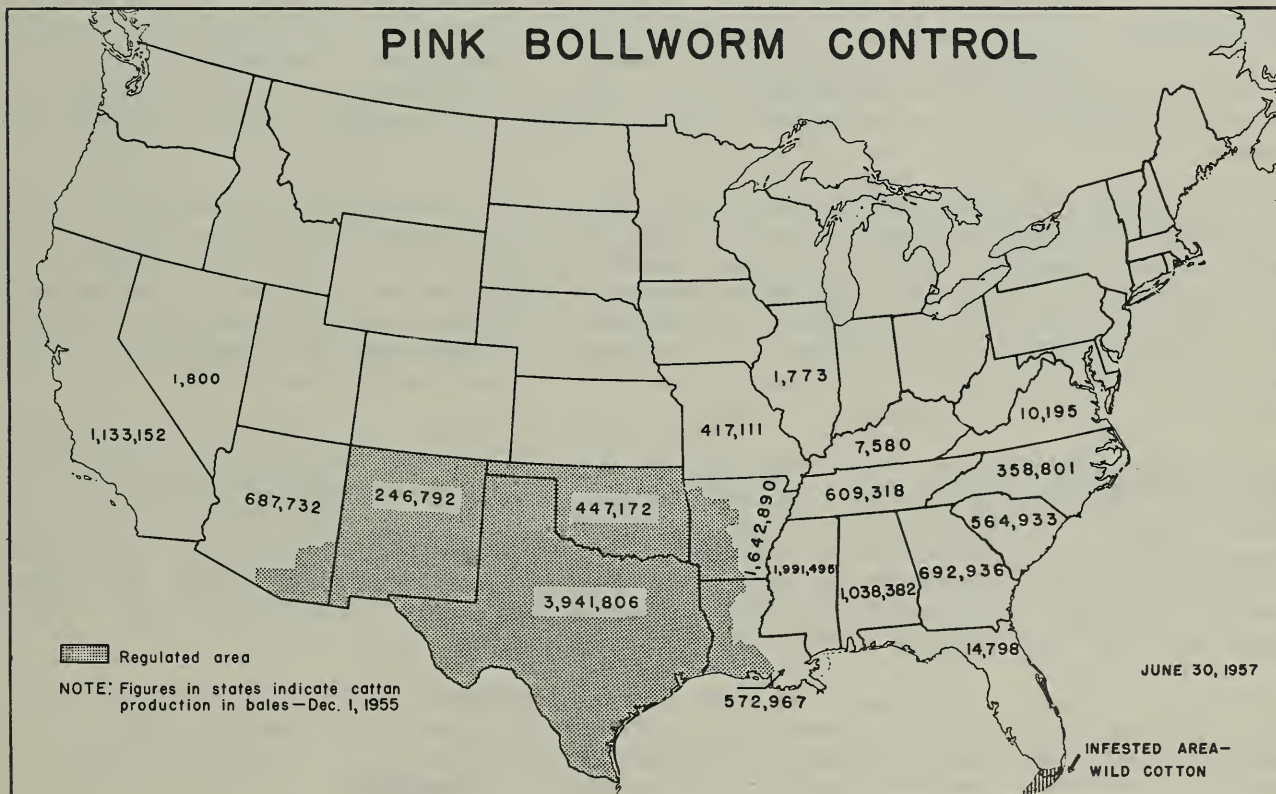 PINK BOLLWORM CONTROL
1,800
1,133,152
687,732
246,792
447,172
3,941,806
417,111
1,773
7,580
10,195
1,642,890
609,318
358,801
564,933
1,991,495
1,038,382
692,936
14,798
572,967
Regulated area
NOTE: Figures in states indicate cattan
production in bales—Dec. 1, 1955
JUNE 30, 1957
INFESTED AREA—
WILD COTTON